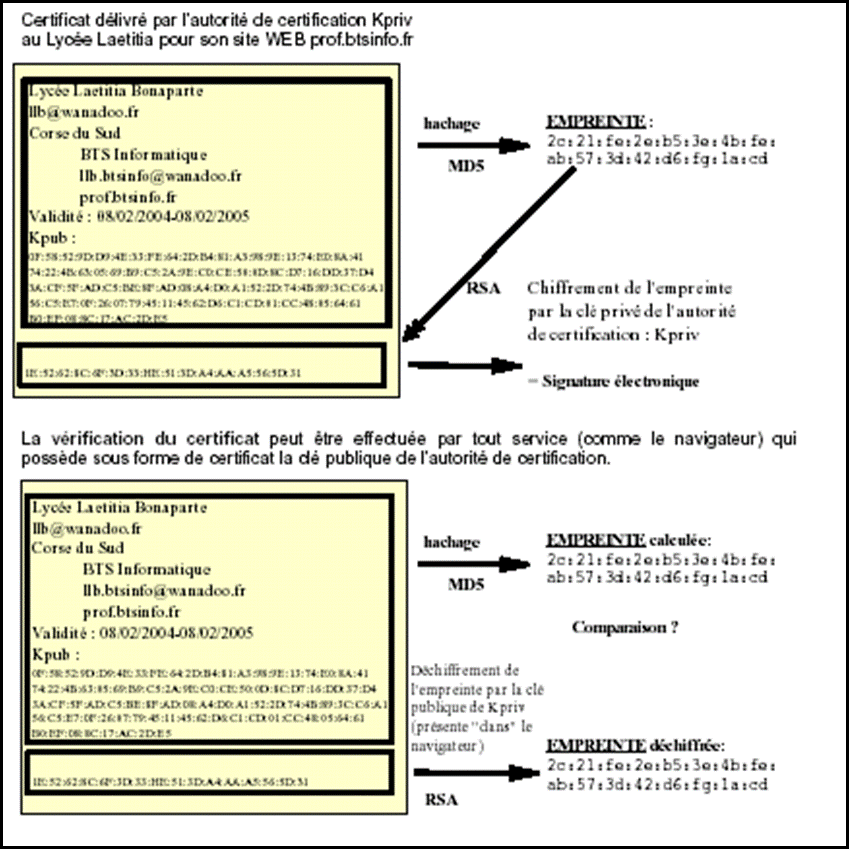 Certificat délivré par l'autorité de certification Kpriv
au Lycée Laetitia pour son site WEB prof.btsinfo.fr
Lycée Laetitia Bonaparte
llb@wanadoo.fr
Corse du Sud
BTS Informatique
llb.btsinfo@wanadoo.fr
prof.btsinfo.fr
Validité : 08/02/2004-08/02/2005
Kpub :
0F:58:52:9D:D9:4E:33:FE:64:2D:B4:81:A3:98:9E:13:74:E0:8A:41
74:22:4B:63:05:69:B9:C5:2A:9E:C0:CE:58:0D:8C:D7:16:DD:37:D4
3A:CF:5F:AD:C5:BE:8F:AD:08:A4:D0:A1:52:2D:74:4B:89:3C:C6:A1
56:C5:E7:0F:26:07:79:45:11:45:62:D6:C1:CD:01:CC:48:05:64:61
B0:EF:08:8C:17:AC:2D:E5
1E:52:62:8C:6F:3D:33:HE:51:3D:A4:AA:A5:56:5D:31
hachage
MD5
EMPREINTE :
2c:21:fe:2e:b5:3e:4b:fe:
ab:57:3d:42:d6:fg:1a:cd
RSA
Chiffrement de l'empreinte
par la clé privé de l'autorité
de certification : Kpriv
= Signature électronique
La vérification du certificat peut être effectuée par tout service (comme le navigateur) qui
possède sous forme de certificat la clé publique de l'autorité de certification.
Lycée Laetitia Bonaparte
llb@wanadoo.fr
Corse du Sud
BTS Informatique
llb.btsinfo@wanadoo.fr
prof.btsinfo.fr
Validité : 08/02/2004-08/02/2005
Kpub :
0F:58:52:9D:D9:4E:33:FE:64:2D:B4:81:A3:98:9E:13:74:E0:8A:41
74:22:4B:63:05:69:B9:C5:2A:9E:C0:CE:50:0D:8C:D7:16:DD:37:D4
3A:CF:5F:AD:C5:BE:8F:AD:08:A4:D0:A1:52:2D:74:4B:89:3C:C6:A1
56:C5:E7:0F:26:07:79:45:11:45:62:D6:C1:CD:01:CC:48:05:64:61
B0:EF:08:8C:17:AC:2D:E5
1E:52:62:8C:6F:3D:33:HE:51:3D:A4:AA:A5:56:5D:31
hachage
MD5
EMPREINTE calculée:
2c:21:fe:2e:b5:3e:4b:fe:
ab:57:3d:42:d6:fg:1a:cd
Comparaison ?
Déchiffrement de
l'empreinte par la clé
publique de Kpriv
(présente "dans" le
navigateur)
RSA
EMPREINTE déchiffrée:
2c:21:fe:2e:b5:3e:4b:fe:
ab:57:3d:42:d6:fg:1a:cd